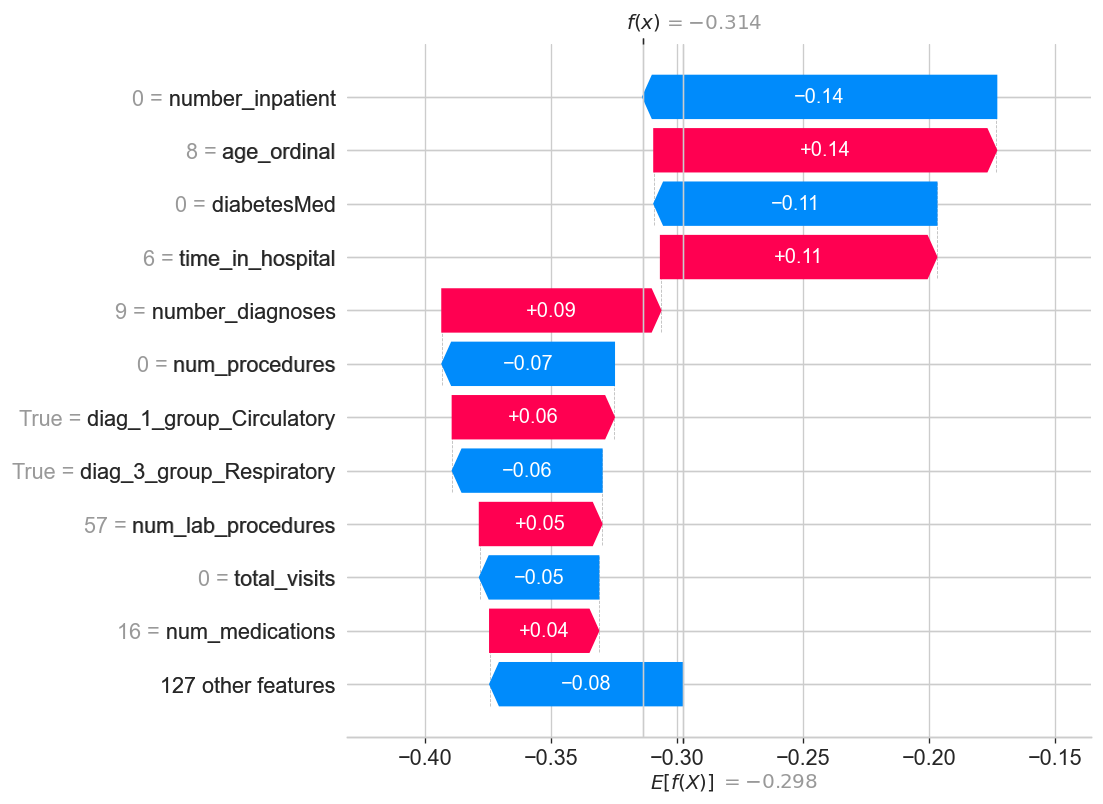 f(x) = −0.314
0 = number_inpatient −0.14
8 = age_ordinal +0.14
0 = diabetesMed −0.11
6 = time_in_hospital +0.11
9 = number_diagnoses +0.09
0 = num_procedures −0.07
True = diag_1_group_Circulatory +0.06
True = diag_3_group_Respiratory −0.06
57 = num_lab_procedures +0.05
0 = total_visits −0.05
16 = num_medications +0.04
127 other features −0.08
−0.40 −0.35 −0.30 −0.25 −0.20 −0.15
E[f(X)] = −0.298